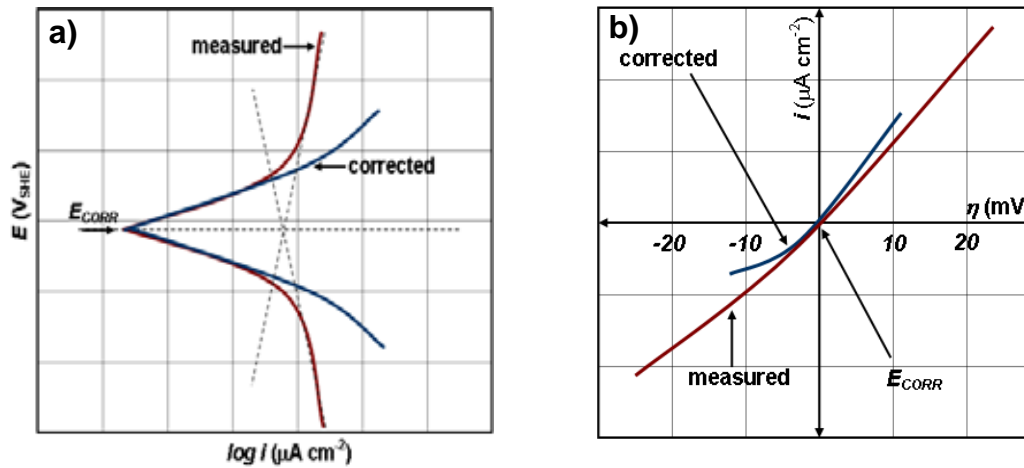 a)
measured
corrected
E_CORR
E (V_SHE)
log i (μA cm⁻²)
b)
corrected
i (μA cm⁻²)
η (mV
-20 -10 10 20
measured
E_CORR